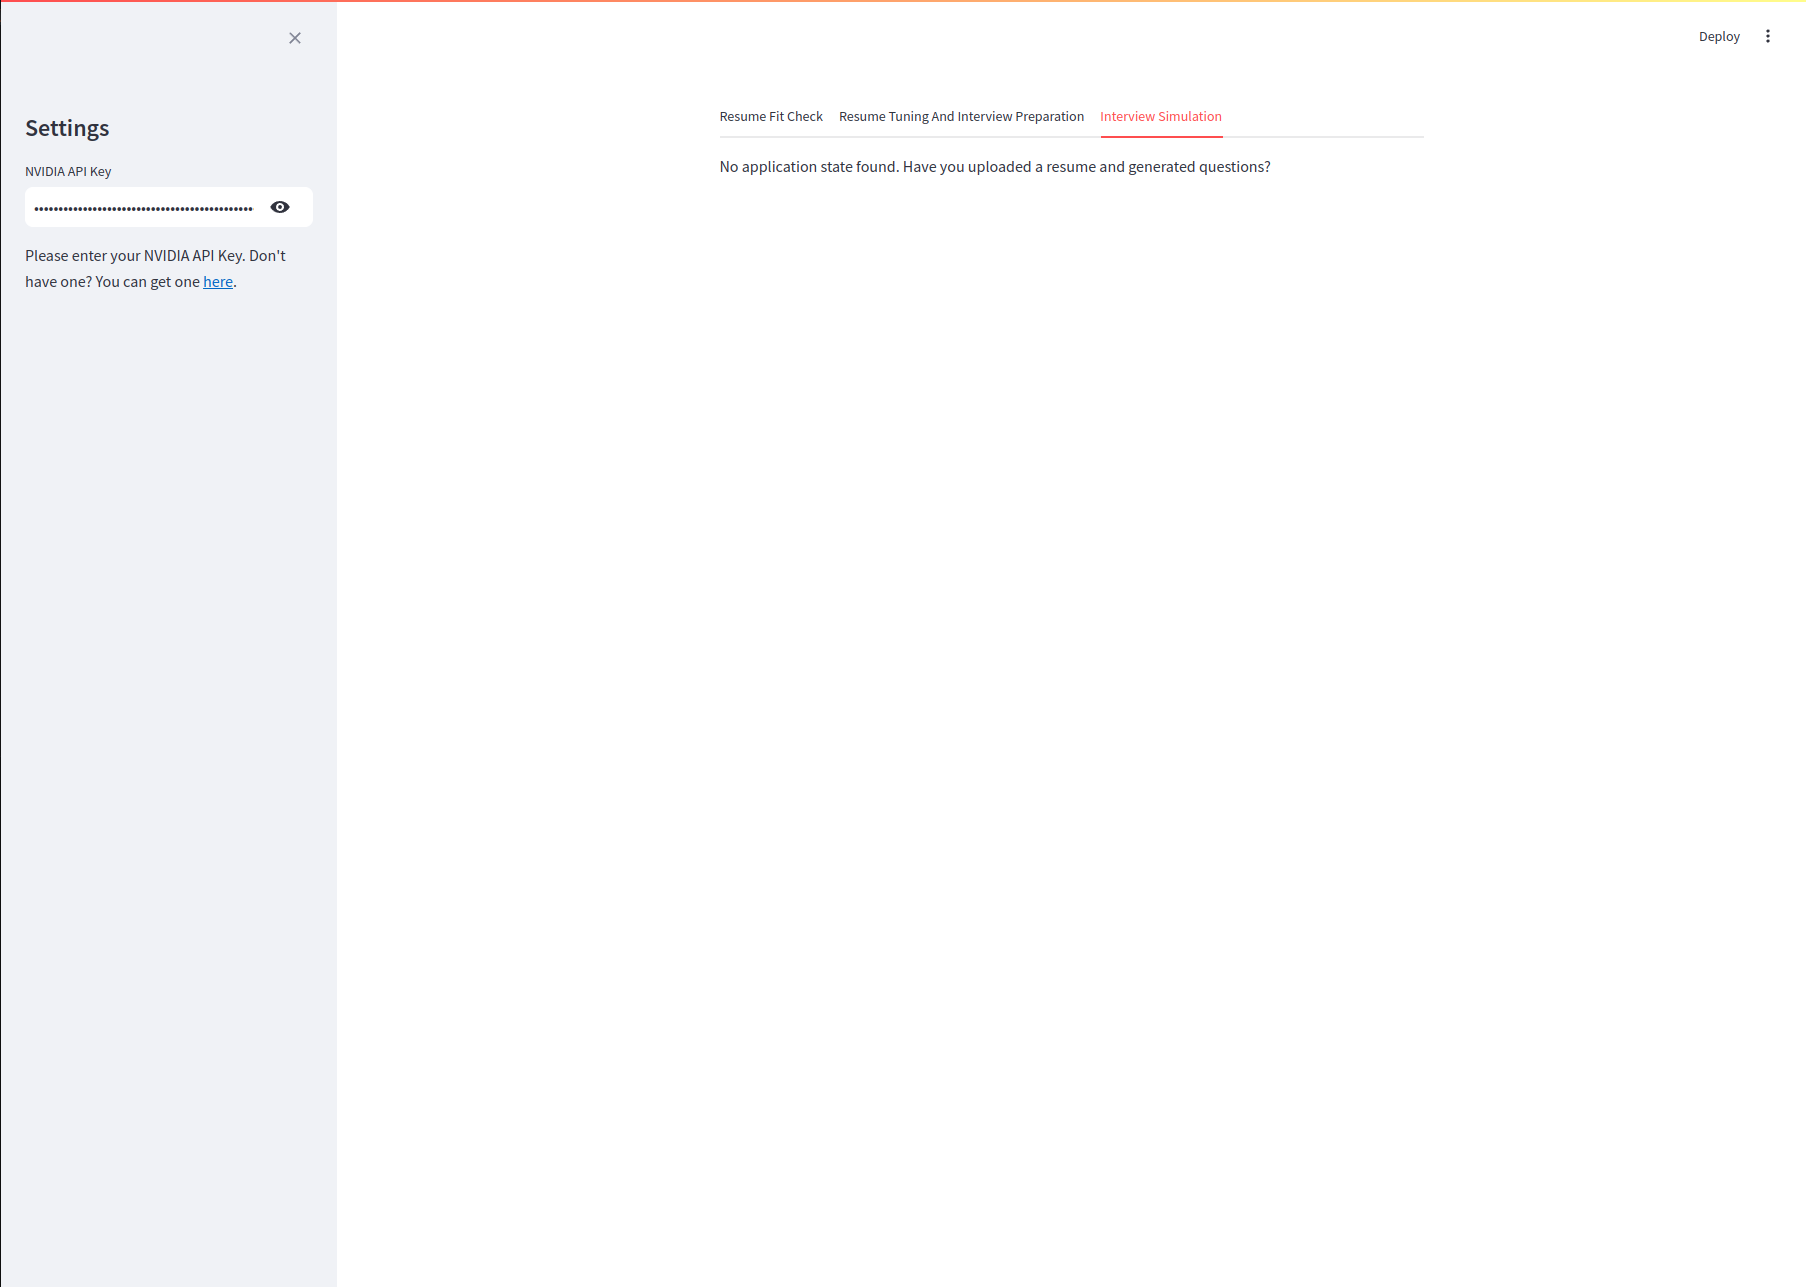 Deploy
Settings
NVIDIA API Key
••••••••••••••••••••••••••••••••••••••••••••••
Please enter your NVIDIA API Key. Don't
have one? You can get one here.
Resume Fit Check Resume Tuning And Interview Preparation Interview Simulation
No application state found. Have you uploaded a resume and generated questions?